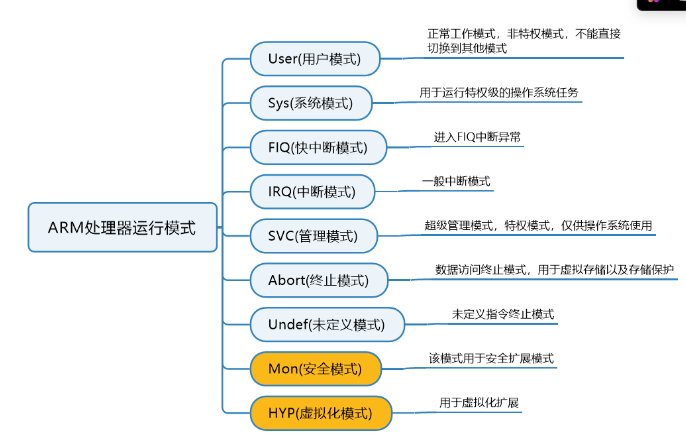 ARM处理器运行模式
User(用户模式)
正常工作模式，非特权模式，不能直接
切换到其他模式
Sys(系统模式)
用于运行特权级的操作系统任务
FIQ(快中断模式)
进入FIQ中断异常
IRQ(中断模式)
一般中断模式
SVC(管理模式)
超级管理模式，特权模式，仅供操作系统使用
Abort(终止模式)
数据访问终止模式，用于虚拟存储以及存储保护
Undef(未定义模式)
未定义指令终止模式
Mon(安全模式)
该模式用于安全扩展模式
HYP(虚拟化模式)
用于虚拟化扩展